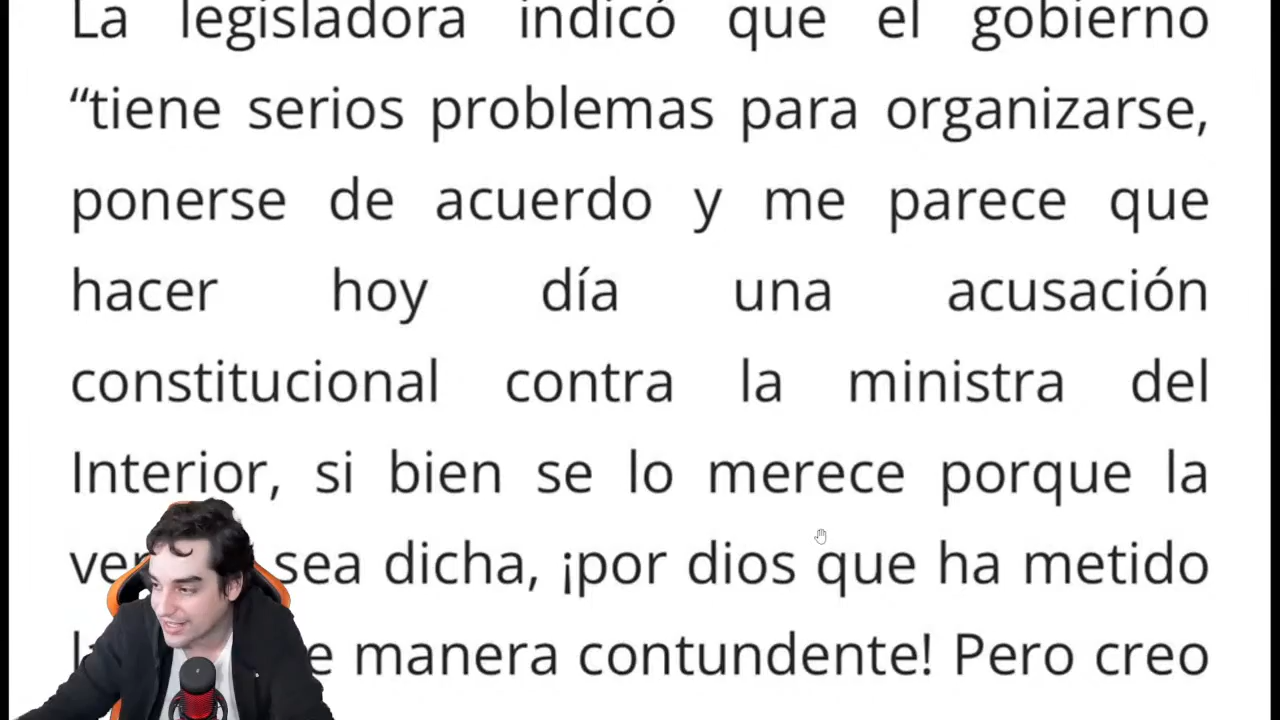 La legisladora indicó que el gobierno
“tiene serios problemas para organizarse,
ponerse de acuerdo y me parece que
hacer hoy día una acusación
constitucional contra la ministra del
Interior, si bien se lo merece porque la
sea dicha, ¡por dios que ha metido
manera contundente! Pero creo